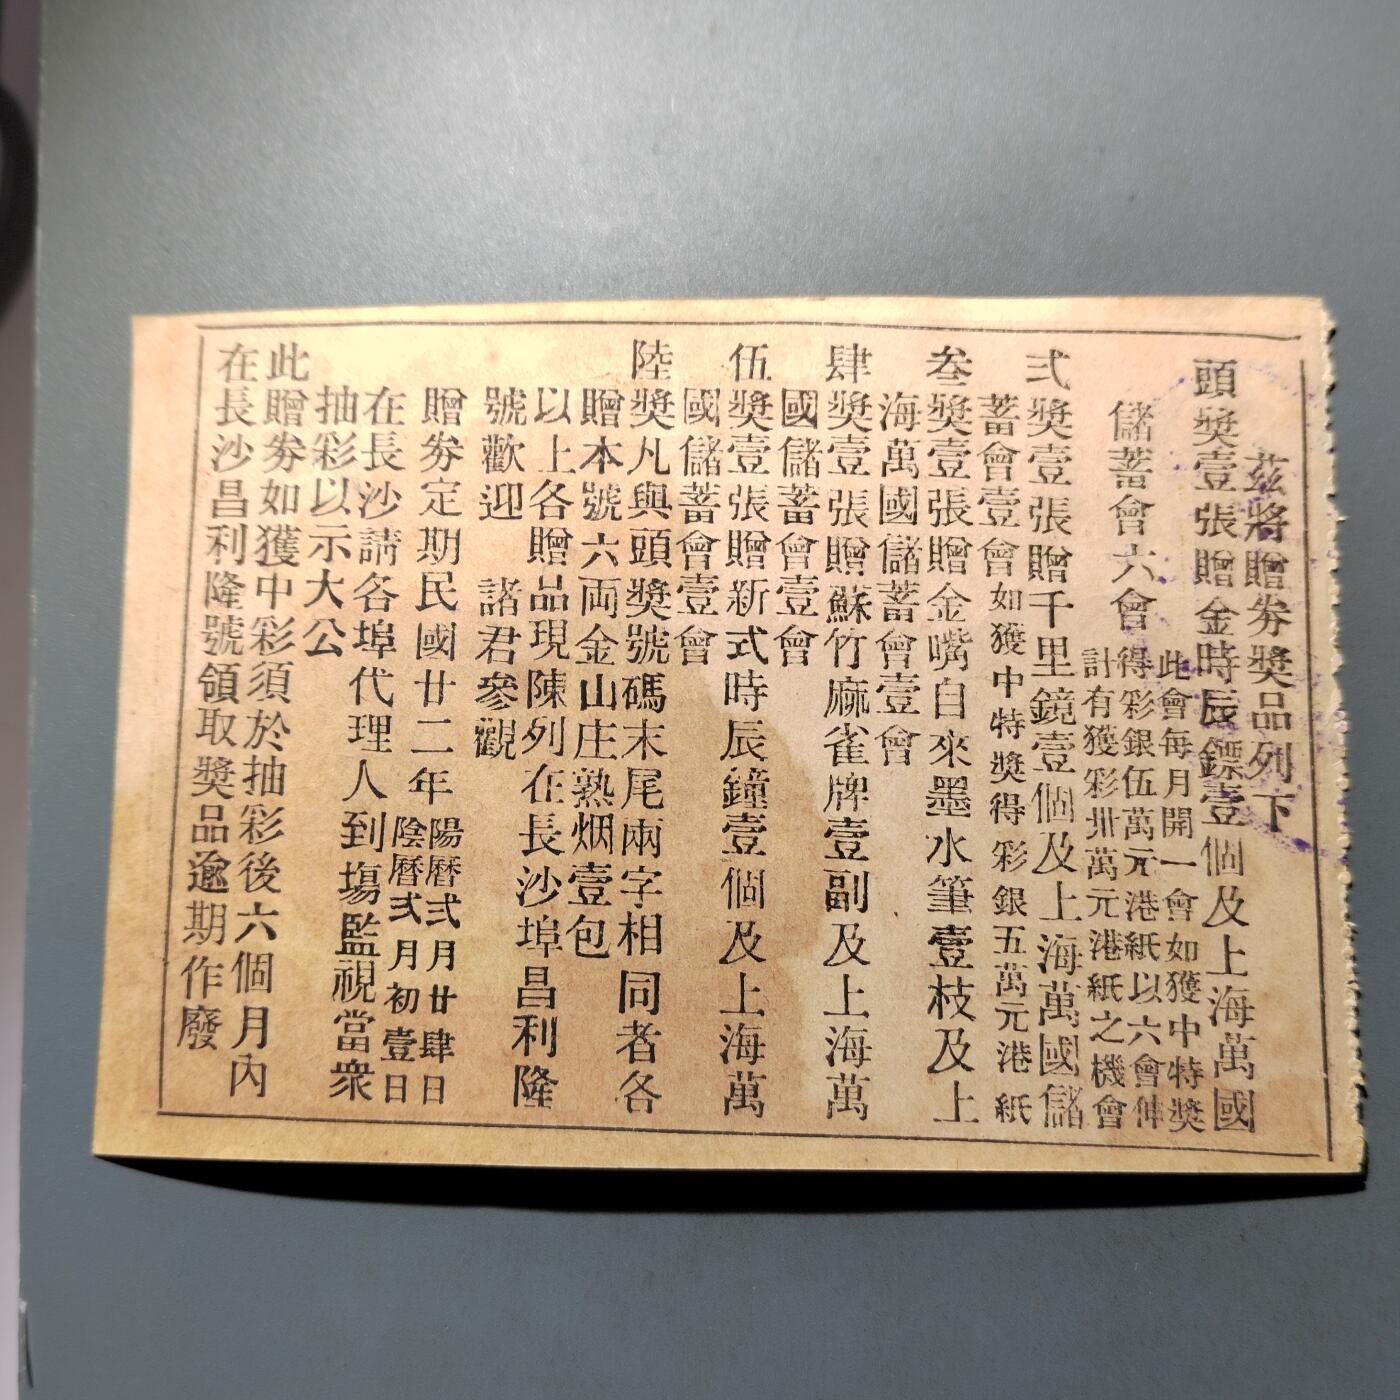 茲將贈券獎品列下
頭獎壹張贈金時辰鏢壹個及上海萬國
儲蓄會六會
此會每月開一會如獲中特獎
得彩銀伍萬元港紙以六會伸
計有獲彩卅萬元港紙之機會
弍獎壹張贈千里鏡壹個及上海萬國儲
蓄會壹會如獲中特獎得彩銀五萬元港紙
叁獎壹張贈金嘴自來墨水筆壹枝及上
海萬國儲蓄會壹會
肆獎壹張贈蘇竹麻雀牌壹副及上海萬
國儲蓄會壹會
伍獎壹張贈新式時辰鐘壹個及上海萬
國儲蓄會壹會
陸獎凡與頭獎號碼末尾兩字相同者各
贈本號六両金山庄熟烟壹包
以上各贈品現陳列在長沙埠昌利隆
號歡迎 諸君參觀
贈券定期民國廿二年陽曆弍月廿肆日
陰曆弍月初壹日
在長沙請各埠代理人到塲監視當衆
抽彩以示大公
此贈券如獲中彩須於抽彩後六個月內
在長沙昌利隆號領取獎品逾期作廢